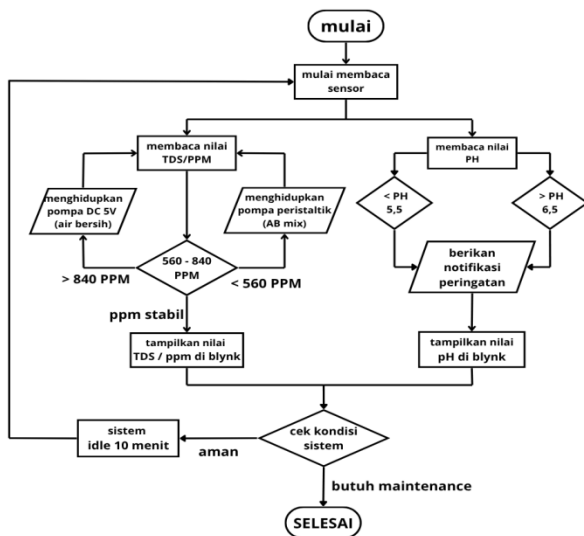 mulai
mulai membaca
sensor
membaca nilai
TDS/PPM
membaca nilai
PH
menghidupkan
pompa DC 5V
(air bersih)
menghidupkan
pompa peristaltik
(AB mix)
< PH
5,5
> PH
6,5
560 - 840
PPM
> 840 PPM
< 560 PPM
berikan
notifikasi
peringatan
ppm stabil
tampilkan nilai
TDS / ppm di blynk
tampilkan nilai
pH di blynk
cek kondisi
sistem
sistem
idle 10 menit
aman
butuh maintenance
SELESAI